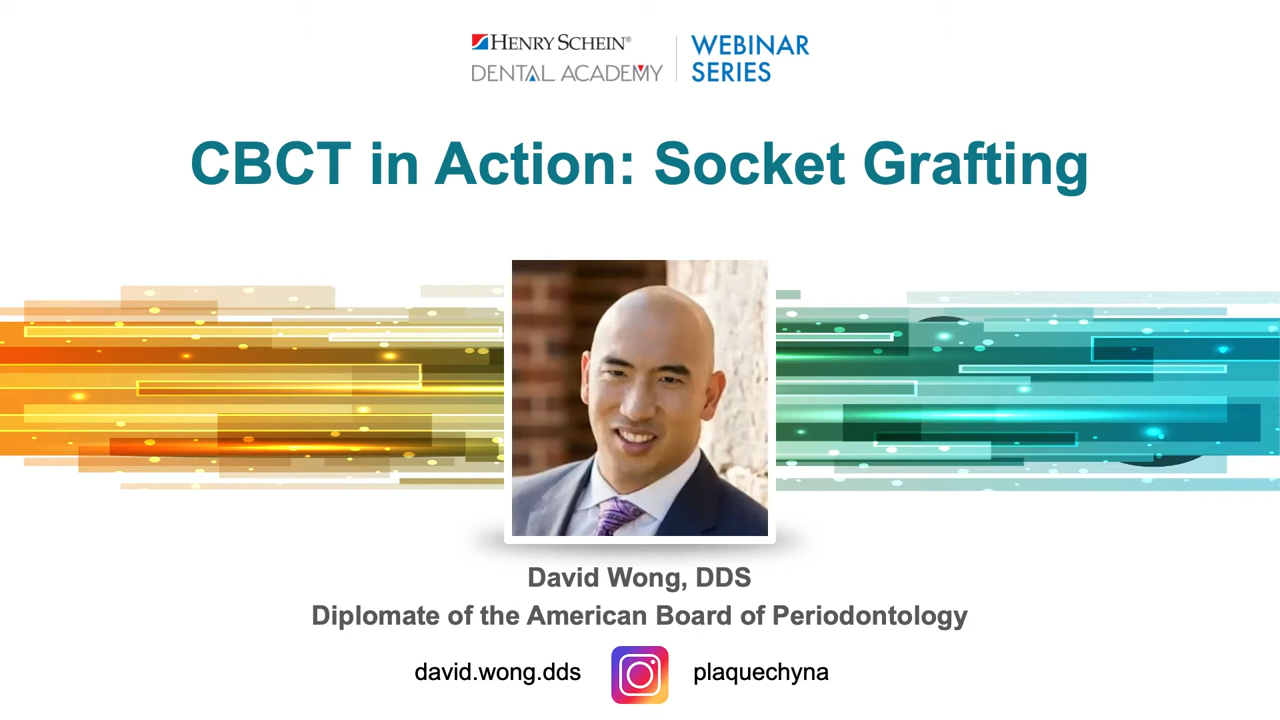 HENRY SCHEIN®
DENTAL ACADEMY
WEBINAR
SERIES
CBCT in Action: Socket Grafting
David Wong, DDS
Diplomate of the American Board of Periodontology
david.wong.dds
plaquechyna